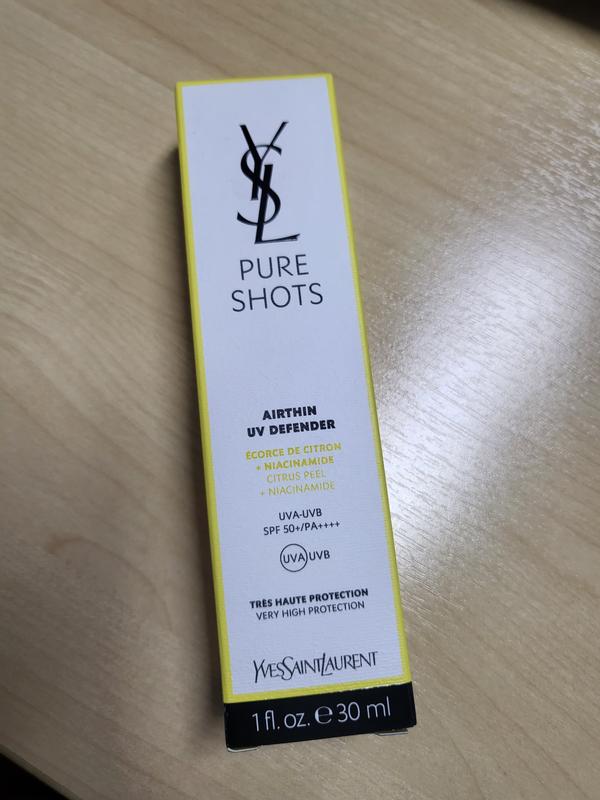 YSL
PURE
SHOTS
AIRTHIN
UV DEFENDER
ÉCORCE DE CITRON
+ NIACINAMIDE
CITRUS PEEL
+ NIACINAMIDE
UVA-UVB
SPF 50+/PA++++
UVA UVB
TRÈS HAUTE PROTECTION
VERY HIGH PROTECTION
YVESSAINTLAURENT
1 fl. oz. ℮ 30 ml